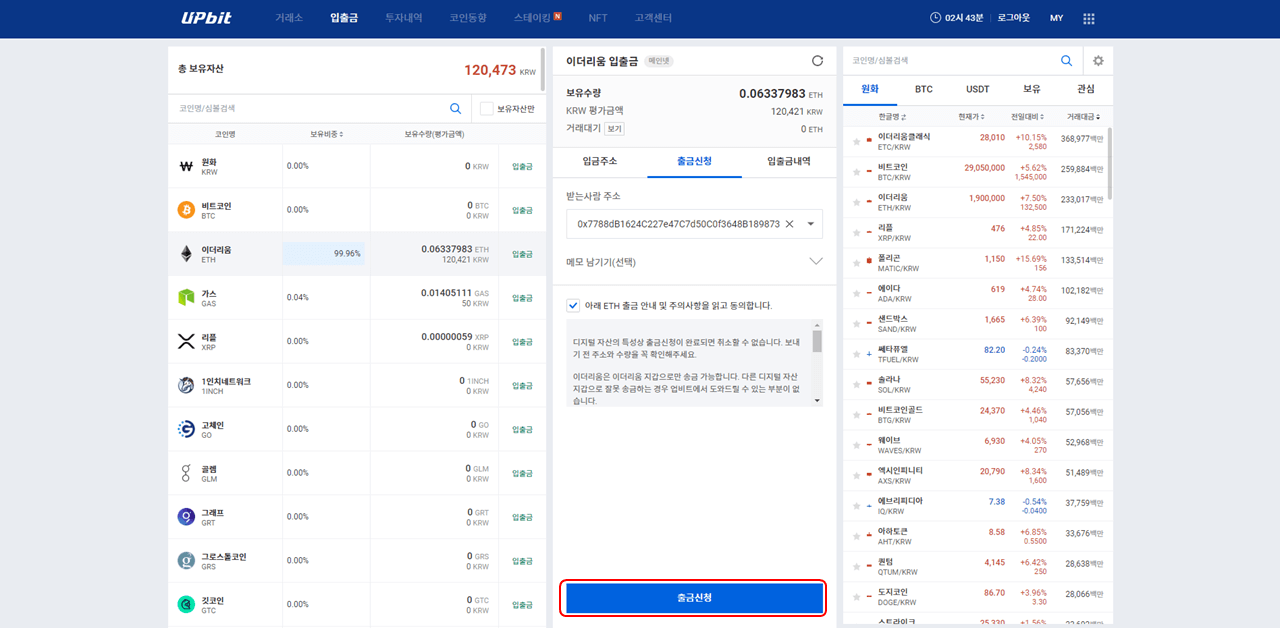 UPbit 거래소 입출금 투자내역 코인동향 스테이킹 N NFT 고객센터 02시 43분 로그아웃 MY
총 보유자산 120,473 KRW
코인명/심볼검색 보유자산만
코인명 보유비중 보유수량(평가금액)
원화 0.00% 0 KRW 입출금
KRW
비트코인 0.00% 0 BTC 입출금
BTC 0 KRW
이더리움 99.96% 0.06337983 ETH 입출금
ETH 120,421 KRW
가스 0.04% 0.01405111 GAS 입출금
GAS 50 KRW
리플 0.00% 0.00000059 XRP 입출금
XRP 0 KRW
1인치네트워크 0.00% 0 1INCH 입출금
1INCH 0 KRW
고체인 0.00% 0 GO 입출금
GO 0 KRW
골렘 0.00% 0 GLM 입출금
GLM 0 KRW
그래프 0.00% 0 GRT 입출금
GRT 0 KRW
그로스톨코인 0.00% 0 GRS 입출금
GRS 0 KRW
깃코인 0.00% 0 GTC 입출금
GTC 0 KRW
이더리움 입출금 메인넷
보유수량 0.06337983 ETH
KRW 평가금액 120,421 KRW
거래대기 보기 0 ETH
입금주소 출금신청 입출금내역
받는사람 주소
0x7788dB1624C227e47C7d50C0f3648B189873
메모 남기기(선택)
아래 ETH 출금 안내 및 주의사항을 읽고 동의합니다.
디지털 자산의 특성상 출금신청이 완료되면 취소할 수 없습니다. 보내
기 전 주소와 수량을 꼭 확인해주세요.
이더리움은 이더리움 지갑으로만 송금 가능합니다. 다른 디지털 자산
지갑으로 잘못 송금하는 경우 업비트에서 도와드릴 수 있는 부분이 없
습니다.
출금신청
코인명/심볼검색
원화 BTC USDT 보유 관심
한글명 현재가 전일대비 거래대금
이더리움클래식 28,010 +10.15% 368,977백만
ETC/KRW 2,580
비트코인 29,050,000 +5.62% 259,884백만
BTC/KRW 1,545,000
이더리움 1,900,000 +7.50% 233,017백만
ETH/KRW 132,500
리플 476 +4.85% 171,224백만
XRP/KRW 22.00
폴리곤 1,150 +15.69% 133,514백만
MATIC/KRW 156
에이다 619 +4.74% 102,182백만
ADA/KRW 28.00
샌드박스 1,665 +6.39% 92,149백만
SAND/KRW 100
쎄타퓨엘 82.20 -0.24% 83,370백만
TFUEL/KRW -0.2000
솔라나 55,230 +8.32% 57,656백만
SOL/KRW 4,240
비트코인골드 24,370 +4.46% 57,056백만
BTG/KRW 1,040
웨이브 6,930 +4.05% 52,968백만
WAVES/KRW 270
엑시인피니티 20,790 +8.34% 51,489백만
AXS/KRW 1,600
에브리피디아 7.38 -0.54% 37,759백만
IQ/KRW -0.0400
아하토큰 8.58 +6.85% 33,676백만
AHT/KRW 0.5500
퀀텀 4,145 +6.42% 28,638백만
QTUM/KRW 250
도지코인 86.70 +3.96% 28,066백만
DOGE/KRW 3.30